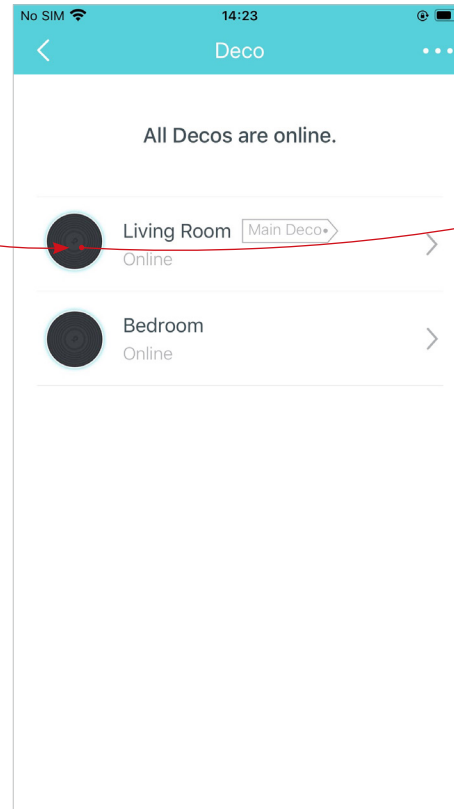 No SIM 14:23
Deco
All Decos are online.
Living Room Main Deco
Online
Bedroom
Online